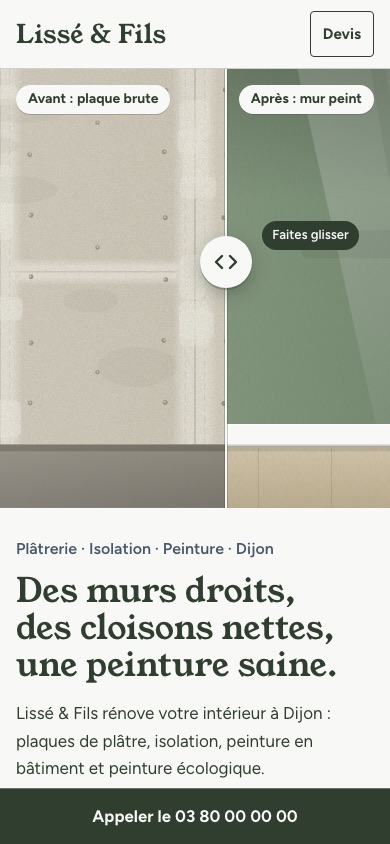 Lissé & Fils
Devis
Avant : plaque brute
Après : mur peint
Faites glisser
Plâtrerie · Isolation · Peinture · Dijon
Des murs droits,
des cloisons nettes,
une peinture saine.
Lissé & Fils rénove votre intérieur à Dijon :
plaques de plâtre, isolation, peinture en
bâtiment et peinture écologique.
Appeler le 03 80 00 00 00